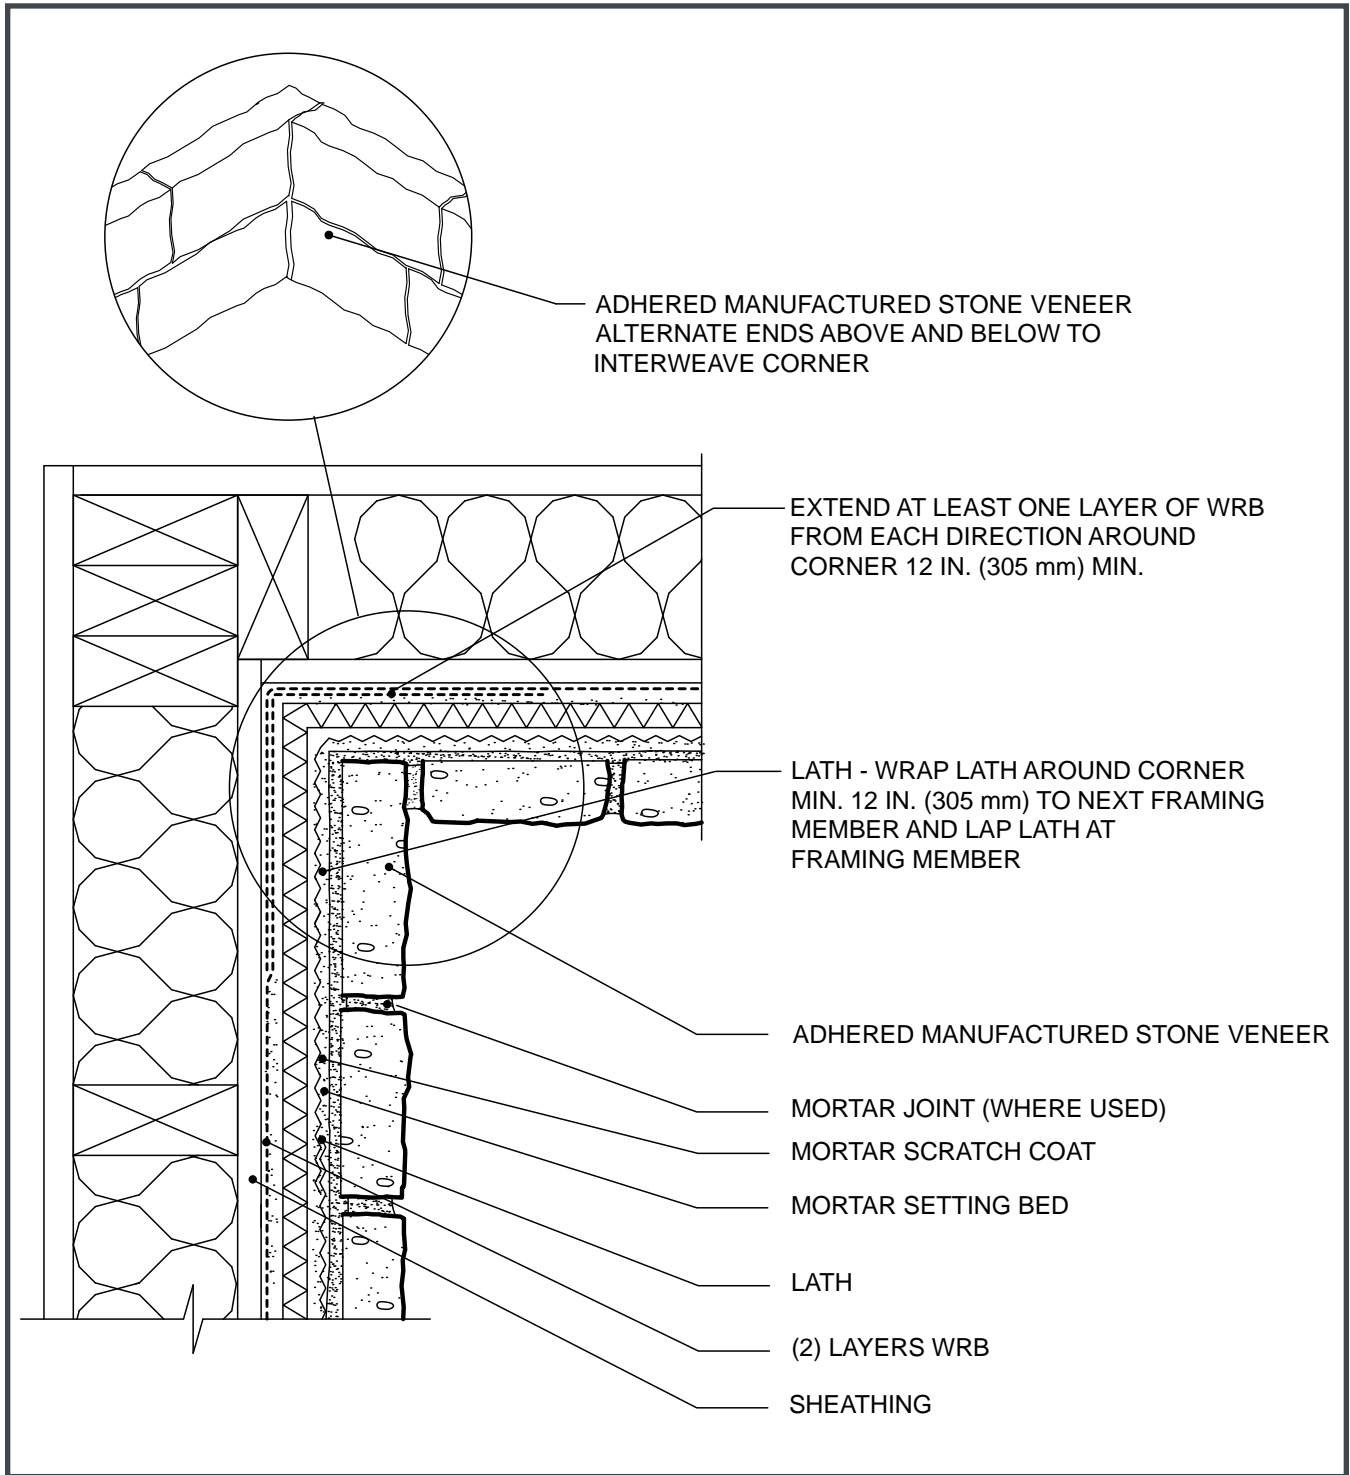 ADHERED MANUFACTURED STONE VENEER
ALTERNATE ENDS ABOVE AND BELOW TO
INTERWEAVE CORNER
EXTEND AT LEAST ONE LAYER OF WRB
FROM EACH DIRECTION AROUND
CORNER 12 IN. (305 mm) MIN.
LATH - WRAP LATH AROUND CORNER
MIN. 12 IN. (305 mm) TO NEXT FRAMING
MEMBER AND LAP LATH AT
FRAMING MEMBER
ADHERED MANUFACTURED STONE VENEER
MORTAR JOINT (WHERE USED)
MORTAR SCRATCH COAT
MORTAR SETTING BED
LATH
(2) LAYERS WRB
SHEATHING